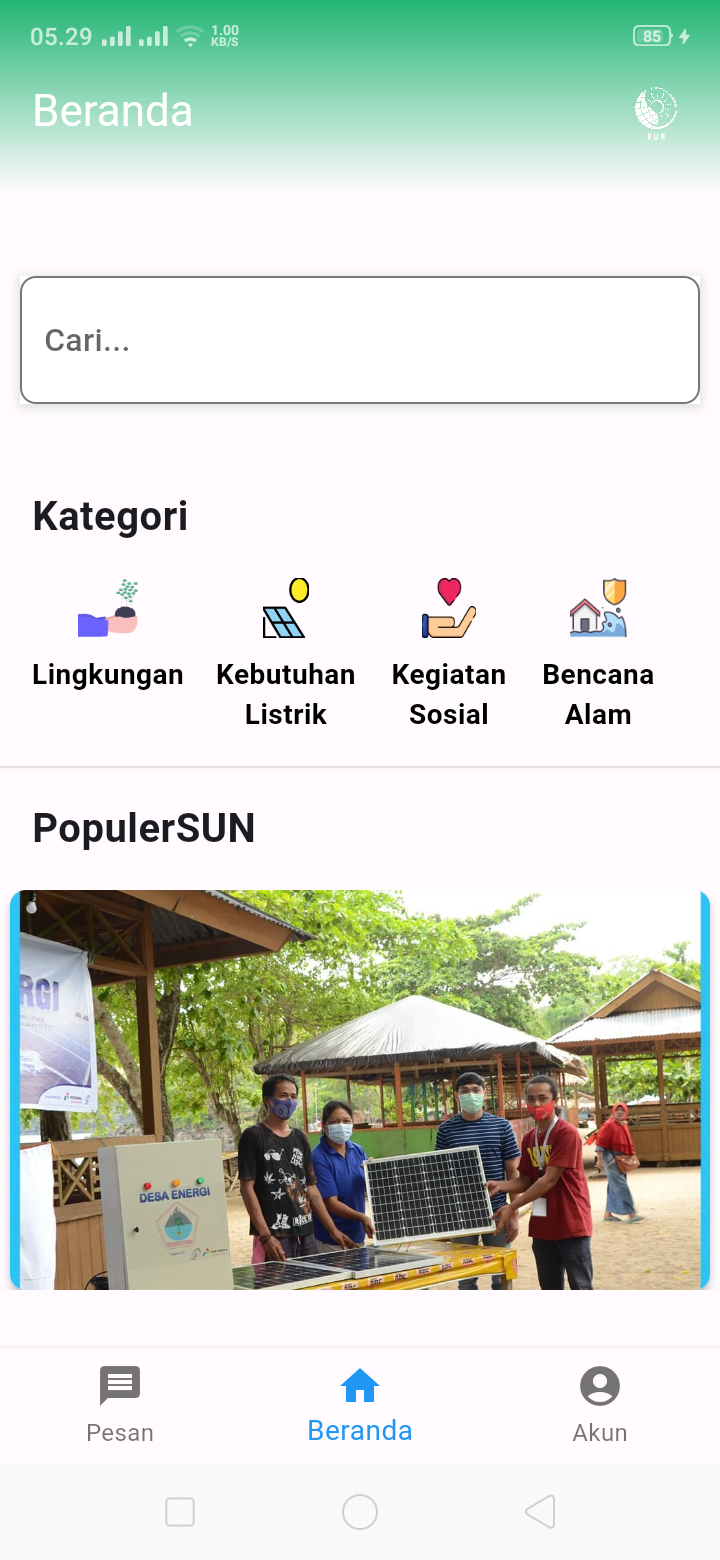 05.29
1.00
KB/S
85
Beranda
SUN
Cari...
Kategori
Lingkungan
Kebutuhan
Listrik
Kegiatan
Sosial
Bencana
Alam
PopulerSUN
RGI
DESA ENERGI
Pesan
Beranda
Akun